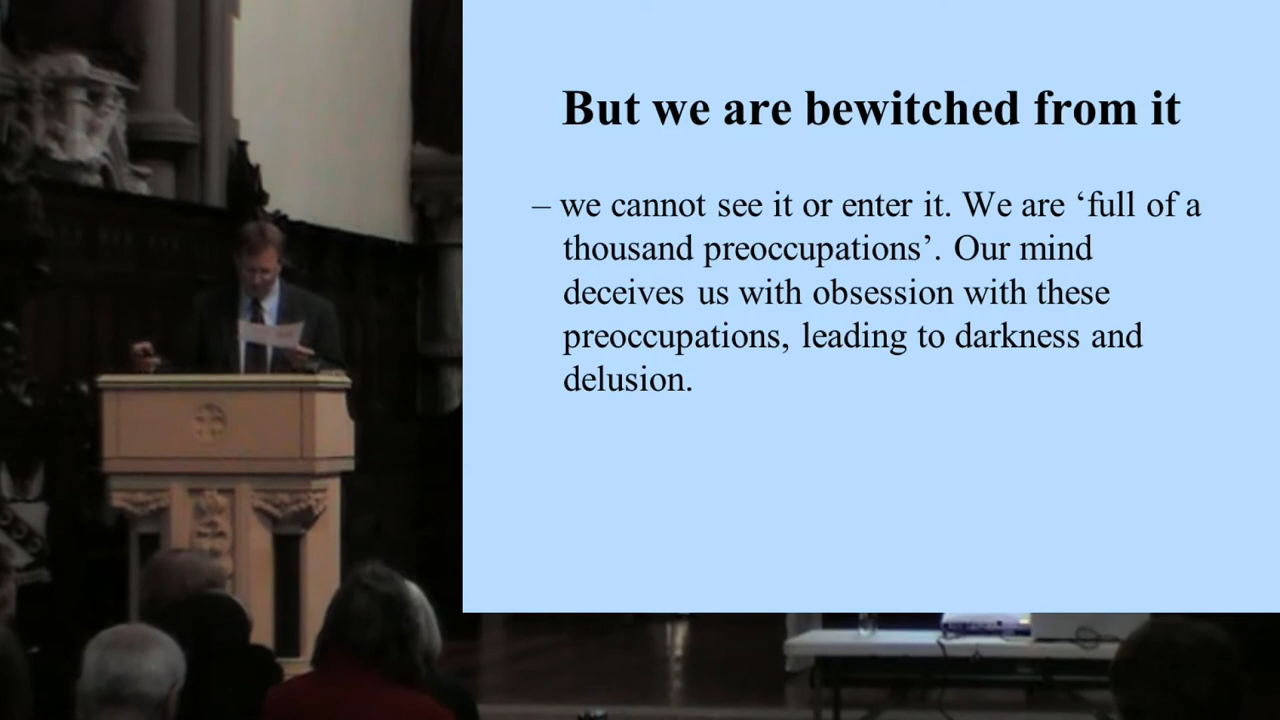 But we are bewitched from it
– we cannot see it or enter it. We are ‘full of a
thousand preoccupations’. Our mind
deceives us with obsession with these
preoccupations, leading to darkness and
delusion.